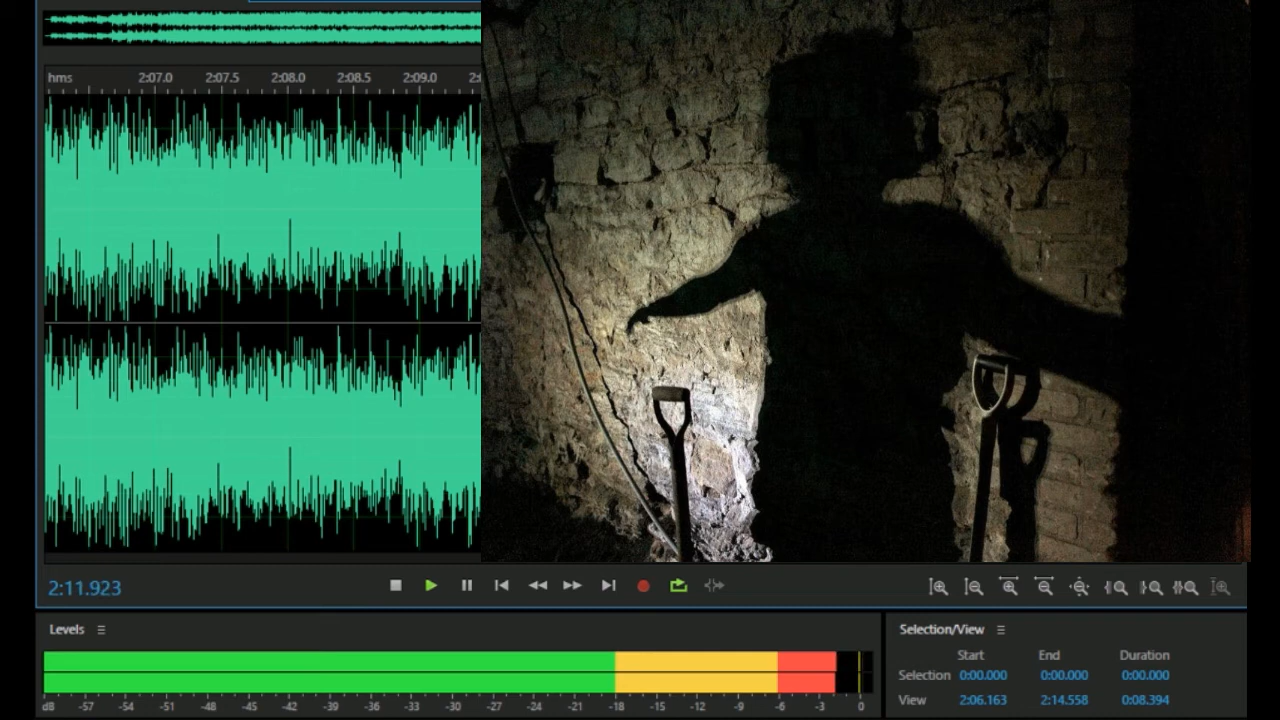 hms 2:07.0 2:07.5 2:08.0 2:08.5 2:09.0
2:11.923
Levels
dB -57 -54 -51 -48 -45 -42 -39 -36 -33 -30 -27 -24 -21 -18 -15 -12 -9 -6 -3 0
Selection/View
Start End Duration
Selection 0:00.000 0:00.000 0:00.000
View 2:06.163 2:14.558 0:08.394